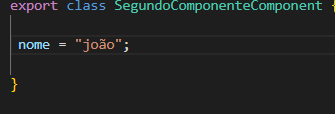 export class SegundoComponenteComponent {
nome = "joão";
}